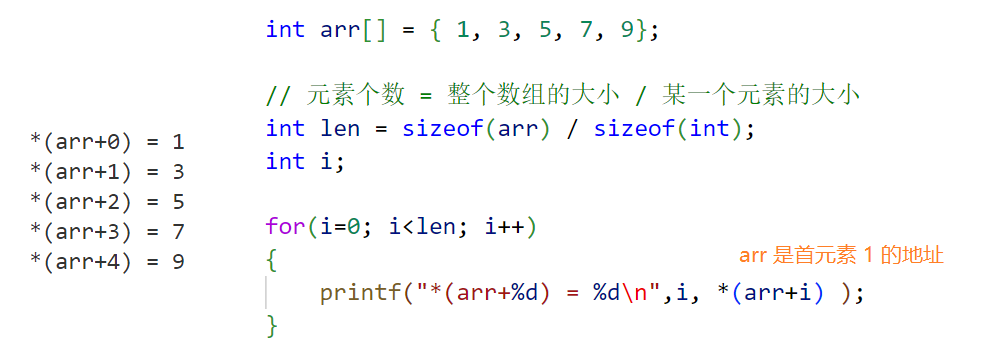 int arr[] = { 1, 3, 5, 7, 9};
// 元素个数 = 整个数组的大小 / 某一个元素的大小
int len = sizeof(arr) / sizeof(int);
int i;
for(i=0; i<len; i++)
{
printf("*(arr+%d) = %d\n",i, *(arr+i) );
}
arr 是首元素 1 的地址
*(arr+0) = 1
*(arr+1) = 3
*(arr+2) = 5
*(arr+3) = 7
*(arr+4) = 9